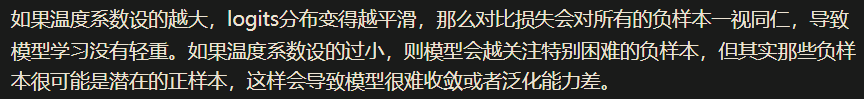 如果温度系数设的越大，logits分布变得越平滑，那么对比损失会对所有的负样本一视同仁，导致
模型学习没有轻重。如果温度系数设的过小，则模型会越关注特别困难的负样本，但其实那些负样
本很可能是潜在的正样本，这样会导致模型很难收敛或者泛化能力差。